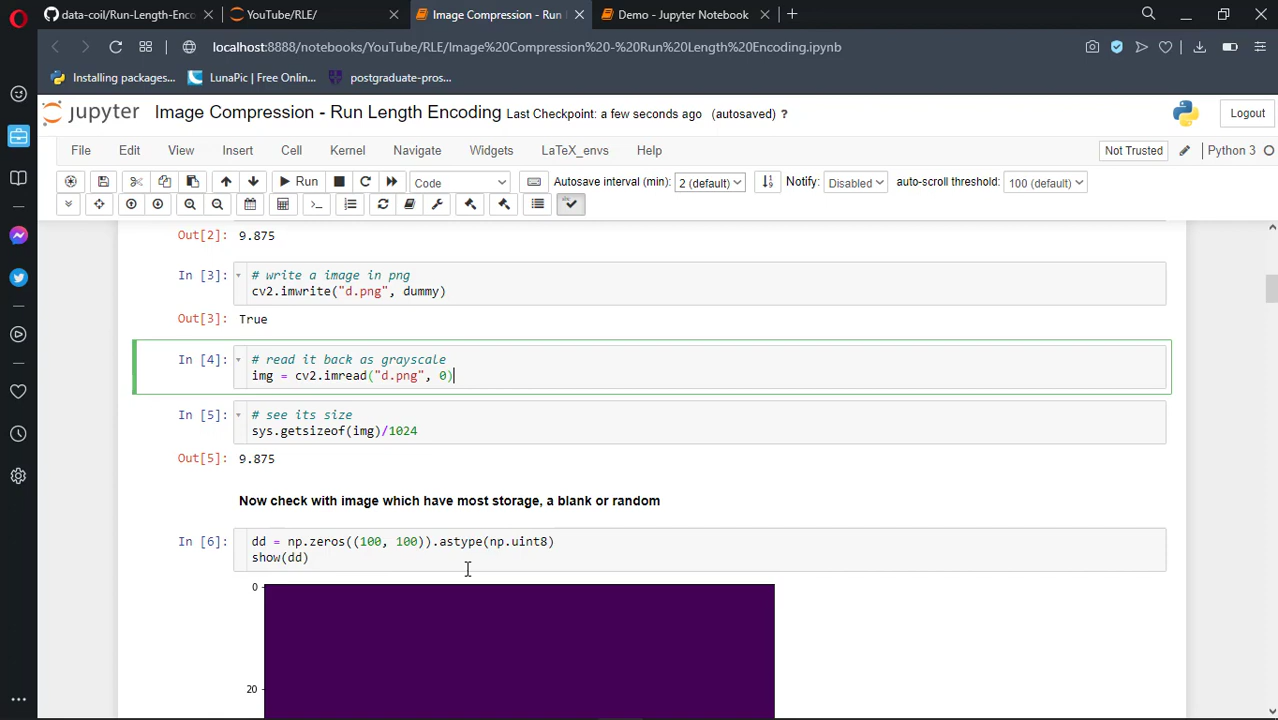 data-coil/Run-Length-Enco
YouTube/RLE/
Image Compression - Run
Demo - Jupyter Notebook
localhost:8888/notebooks/YouTube/RLE/Image%20Compression%20-%20Run%20Length%20Encoding.ipynb
Installing packages...
LunaPic | Free Onlin...
postgraduate-pros...
jupyter
Image Compression - Run Length Encoding Last Checkpoint: a few seconds ago (autosaved) ?
Logout
File Edit View Insert Cell Kernel Navigate Widgets LaTeX_envs Help
Not Trusted
Python 3
Run
Code
Autosave interval (min): 2 (default)
Notify: Disabled
auto-scroll threshold: 100 (default)
Out[2]: 9.875
In [3]: # write a image in png
cv2.imwrite("d.png", dummy)
Out[3]: True
In [4]: # read it back as grayscale
img = cv2.imread("d.png", 0)
In [5]: # see its size
sys.getsizeof(img)/1024
Out[5]: 9.875
Now check with image which have most storage, a blank or random
In [6]: dd = np.zeros((100, 100)).astype(np.uint8)
show(dd)
0
20